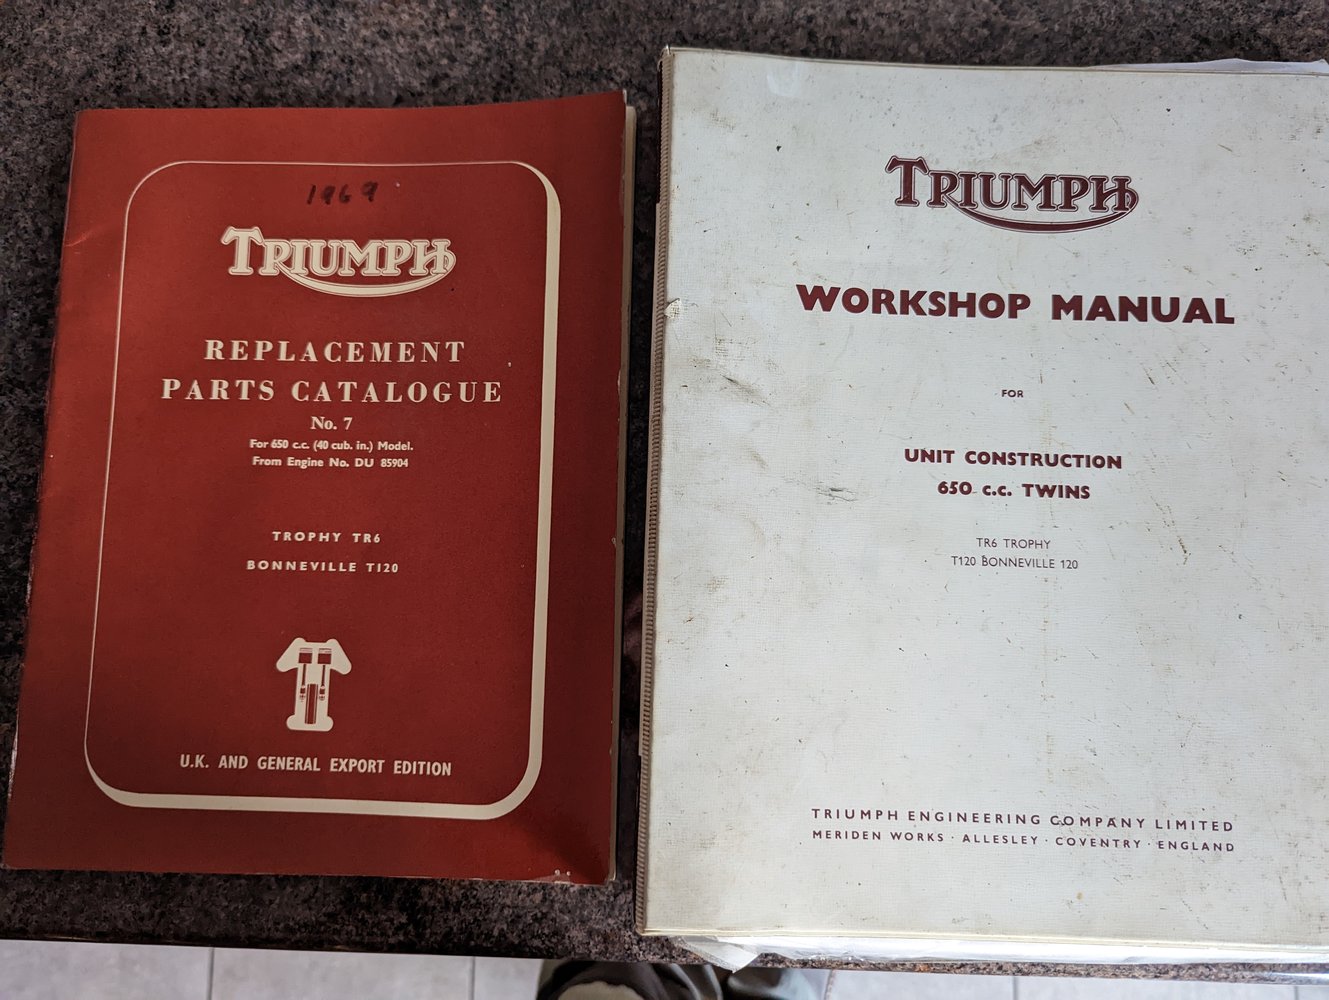 1969
TRIUMPH
REPLACEMENT
PARTS CATALOGUE
No. 7
For 650 c.c. (40 cub. in.) Model.
From Engine No. DU 85904
TROPHY TR6
BONNEVILLE T120
U.K. AND GENERAL EXPORT EDITION
TRIUMPH
WORKSHOP MANUAL
FOR
UNIT CONSTRUCTION
650 c.c. TWINS
TR6 TROPHY
T120 BONNEVILLE 120
TRIUMPH ENGINEERING COMPANY LIMITED
MERIDEN WORKS · ALLESLEY · COVENTRY · ENGLAND